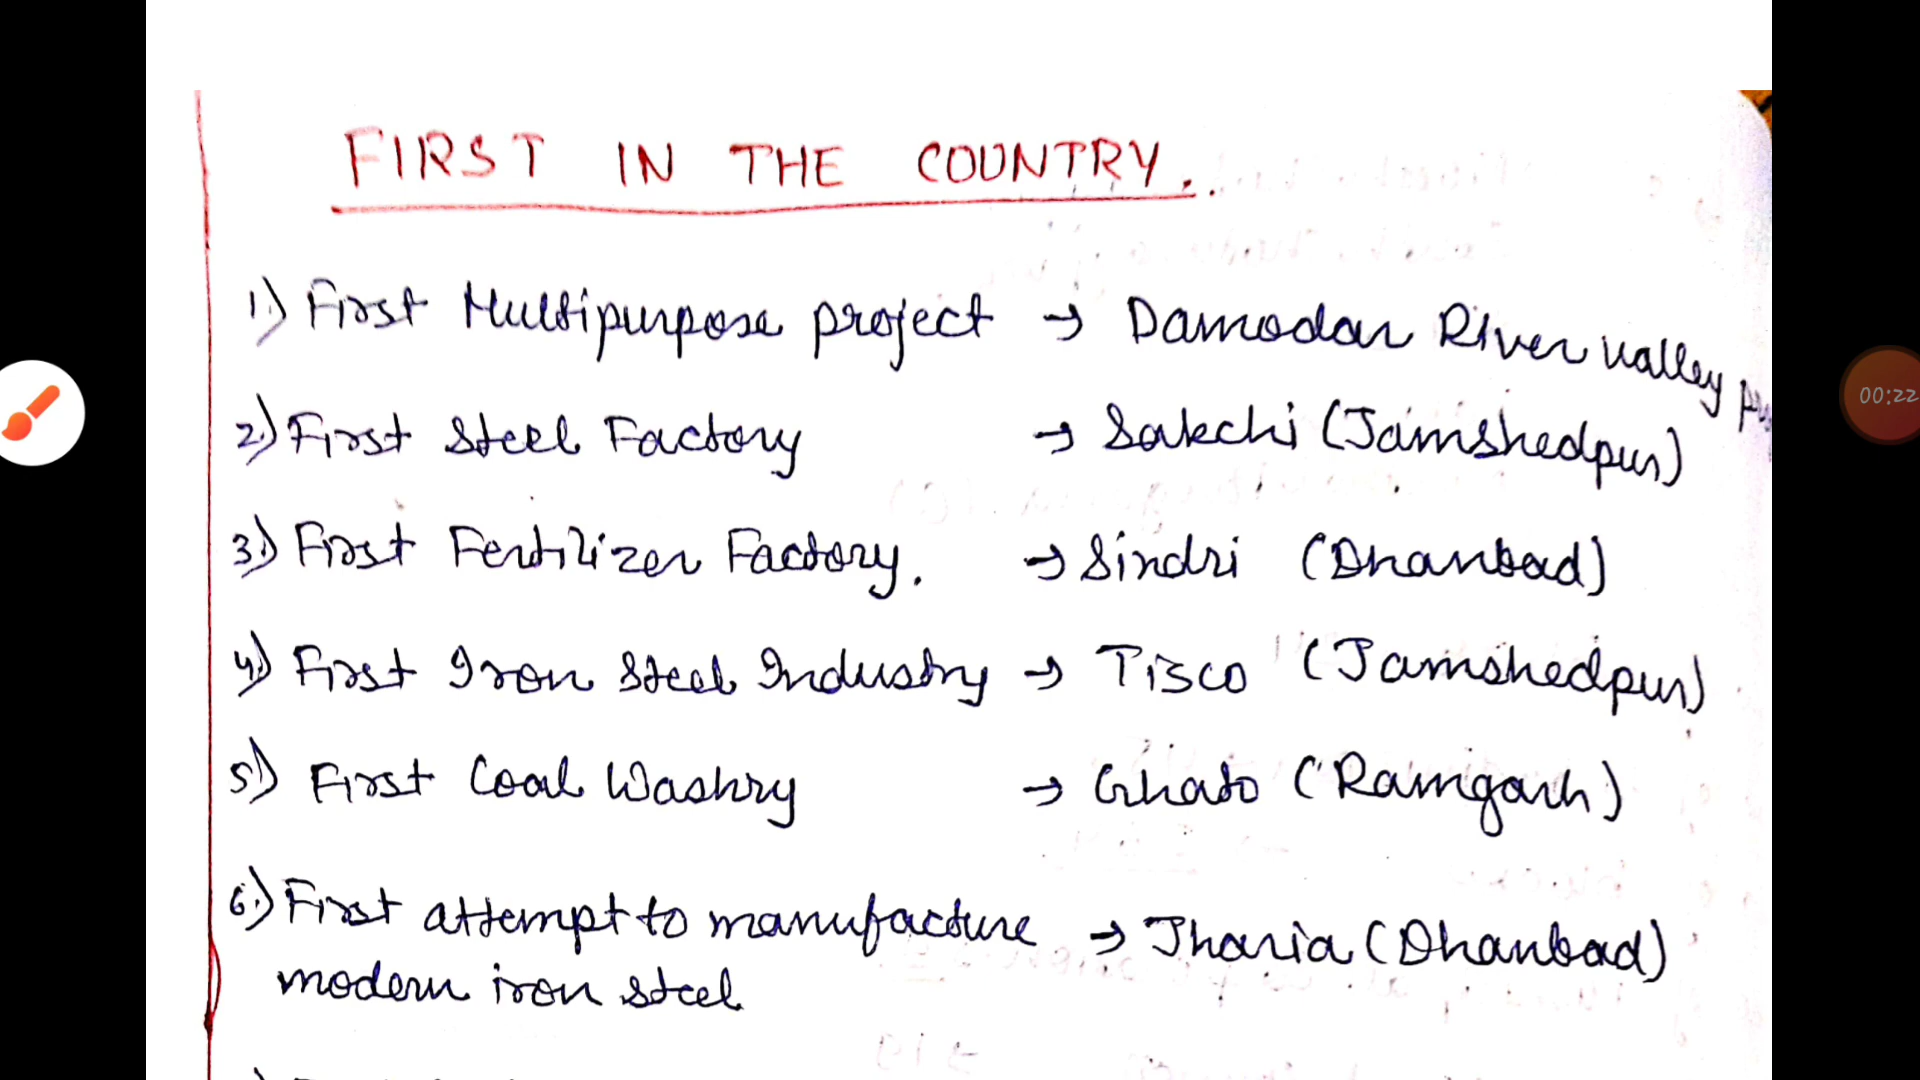 FIRST IN THE COUNTRY.
1.) First Multipurpose project → Damodar River valley
2.) First Steel Factory → Sakchi (Jamshedpur)
3.) First Fertilizer Factory. → Sindri (Dhanbad)
4.) First Iron Steel Industry → Tisco (Jamshedpur)
5.) First Coal Washry → Ghato (Ramgarh)
6.) First attempt to manufacture → Jharia (Dhanbad)
modern iron steel
00:22